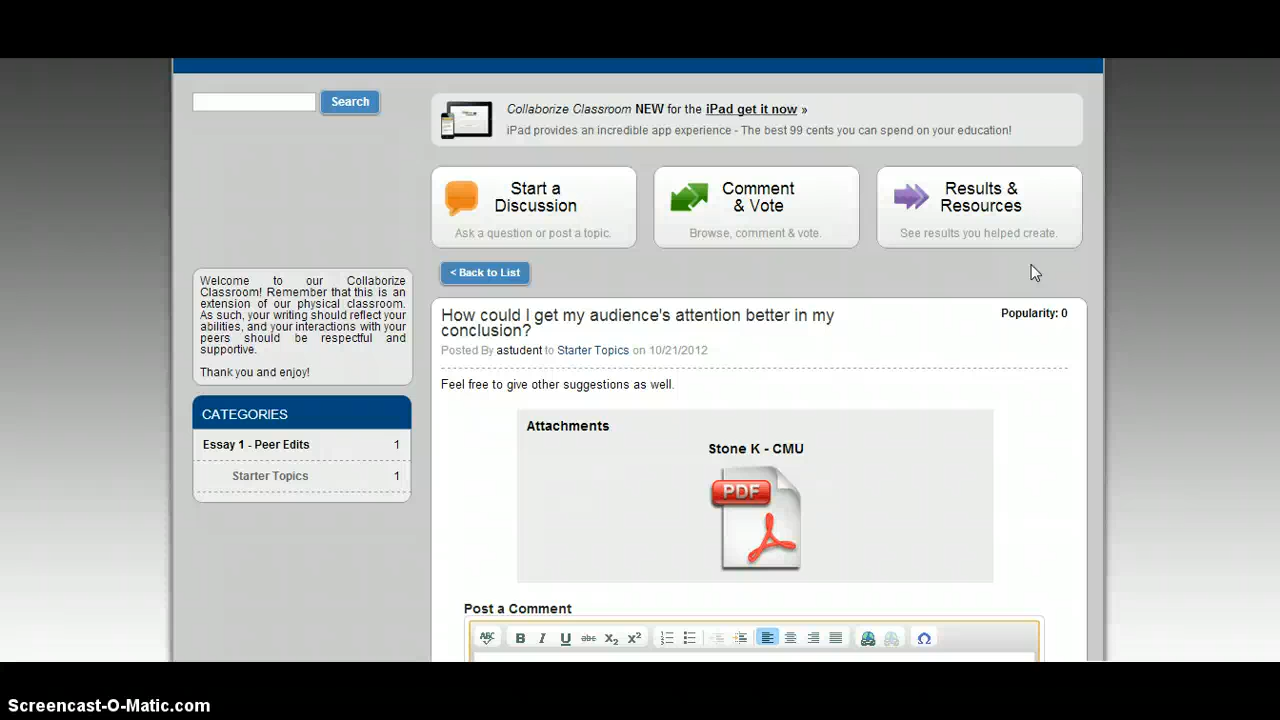 Search
Collaborize Classroom NEW for the iPad get it now »
iPad provides an incredible app experience - The best 99 cents you can spend on your education!
Start a
Discussion
Ask a question or post a topic.
Comment
& Vote
Browse, comment & vote.
Results &
Resources
See results you helped create.
< Back to List
Welcome to our Collaborize
Classroom! Remember that this is an
extension of our physical classroom.
As such, your writing should reflect your
abilities, and your interactions with your
peers should be respectful and
supportive.
Thank you and enjoy!
CATEGORIES
Essay 1 - Peer Edits 1
Starter Topics 1
How could I get my audience's attention better in my
conclusion?
Popularity: 0
Posted By astudent to Starter Topics on 10/21/2012
Feel free to give other suggestions as well.
Attachments
Stone K - CMU
PDF
Post a Comment
ABC B I U abc X2 X2 Ω
Screencast-O-Matic.com